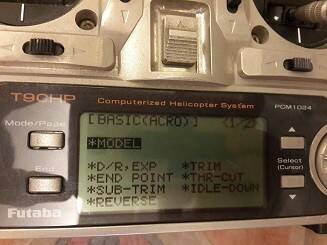 T9CHP Computerized Helicopter System PCM1024
Mode/Page
[BASIC(ACRO)] <1/2>
*MODEL
*D/R,EXP *TRIM
*END POINT *THR-CUT
*SUB-TRIM *IDLE-DOWN
*REVERSE
Select
(Cursor)
End
Futaba